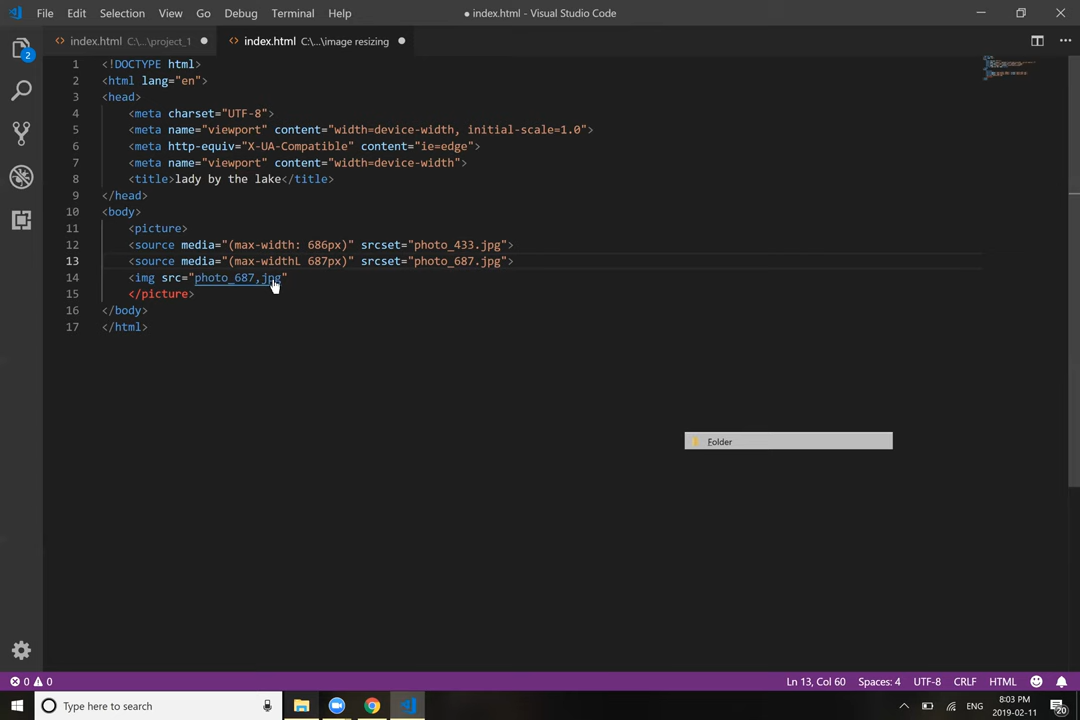 File Edit Selection View Go Debug Terminal Help
● index.html - Visual Studio Code
index.html C:\...\project_1 ●
index.html C:\...\image resizing ●
2
1 <!DOCTYPE html>
2 <html lang="en">
3 <head>
4 <meta charset="UTF-8">
5 <meta name="viewport" content="width=device-width, initial-scale=1.0">
6 <meta http-equiv="X-UA-Compatible" content="ie=edge">
7 <meta name="viewport" content="width=device-width">
8 <title>lady by the lake</title>
9 </head>
10 <body>
11 <picture>
12 <source media="(max-width: 686px)" srcset="photo_433.jpg">
13 <source media="(max-widthL 687px)" srcset="photo_687.jpg">
14 <img src="photo_687,jpg"
15 </picture>
16 </body>
17 </html>
Folder
0 0
Ln 13, Col 60 Spaces: 4 UTF-8 CRLF HTML
Type here to search
ENG
8:03 PM
2019-02-11
20